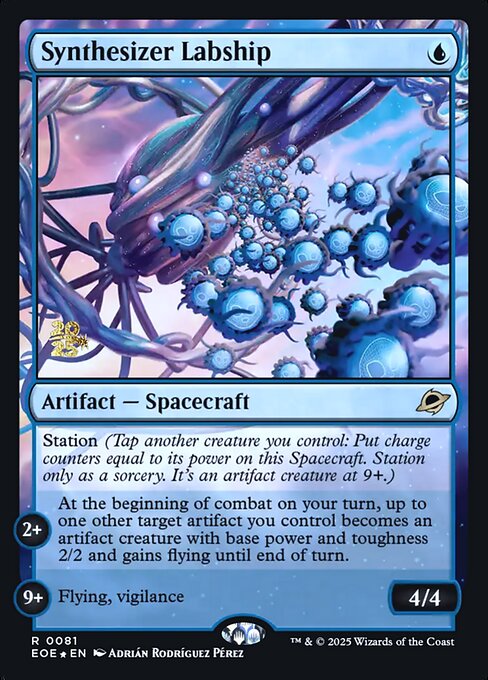 Synthesizer Labship
Artifact — Spacecraft
Station (Tap another creature you control: Put charge
counters equal to its power on this Spacecraft. Station
only as a sorcery. It's an artifact creature at 9+.)
2+
At the beginning of combat on your turn, up to
one other target artifact you control becomes an
artifact creature with base power and toughness
2/2 and gains flying until end of turn.
9+
Flying, vigilance
4/4
R 0081
EOE★EN Adrián Rodríguez Pérez
™ & © 2025 Wizards of the Coast